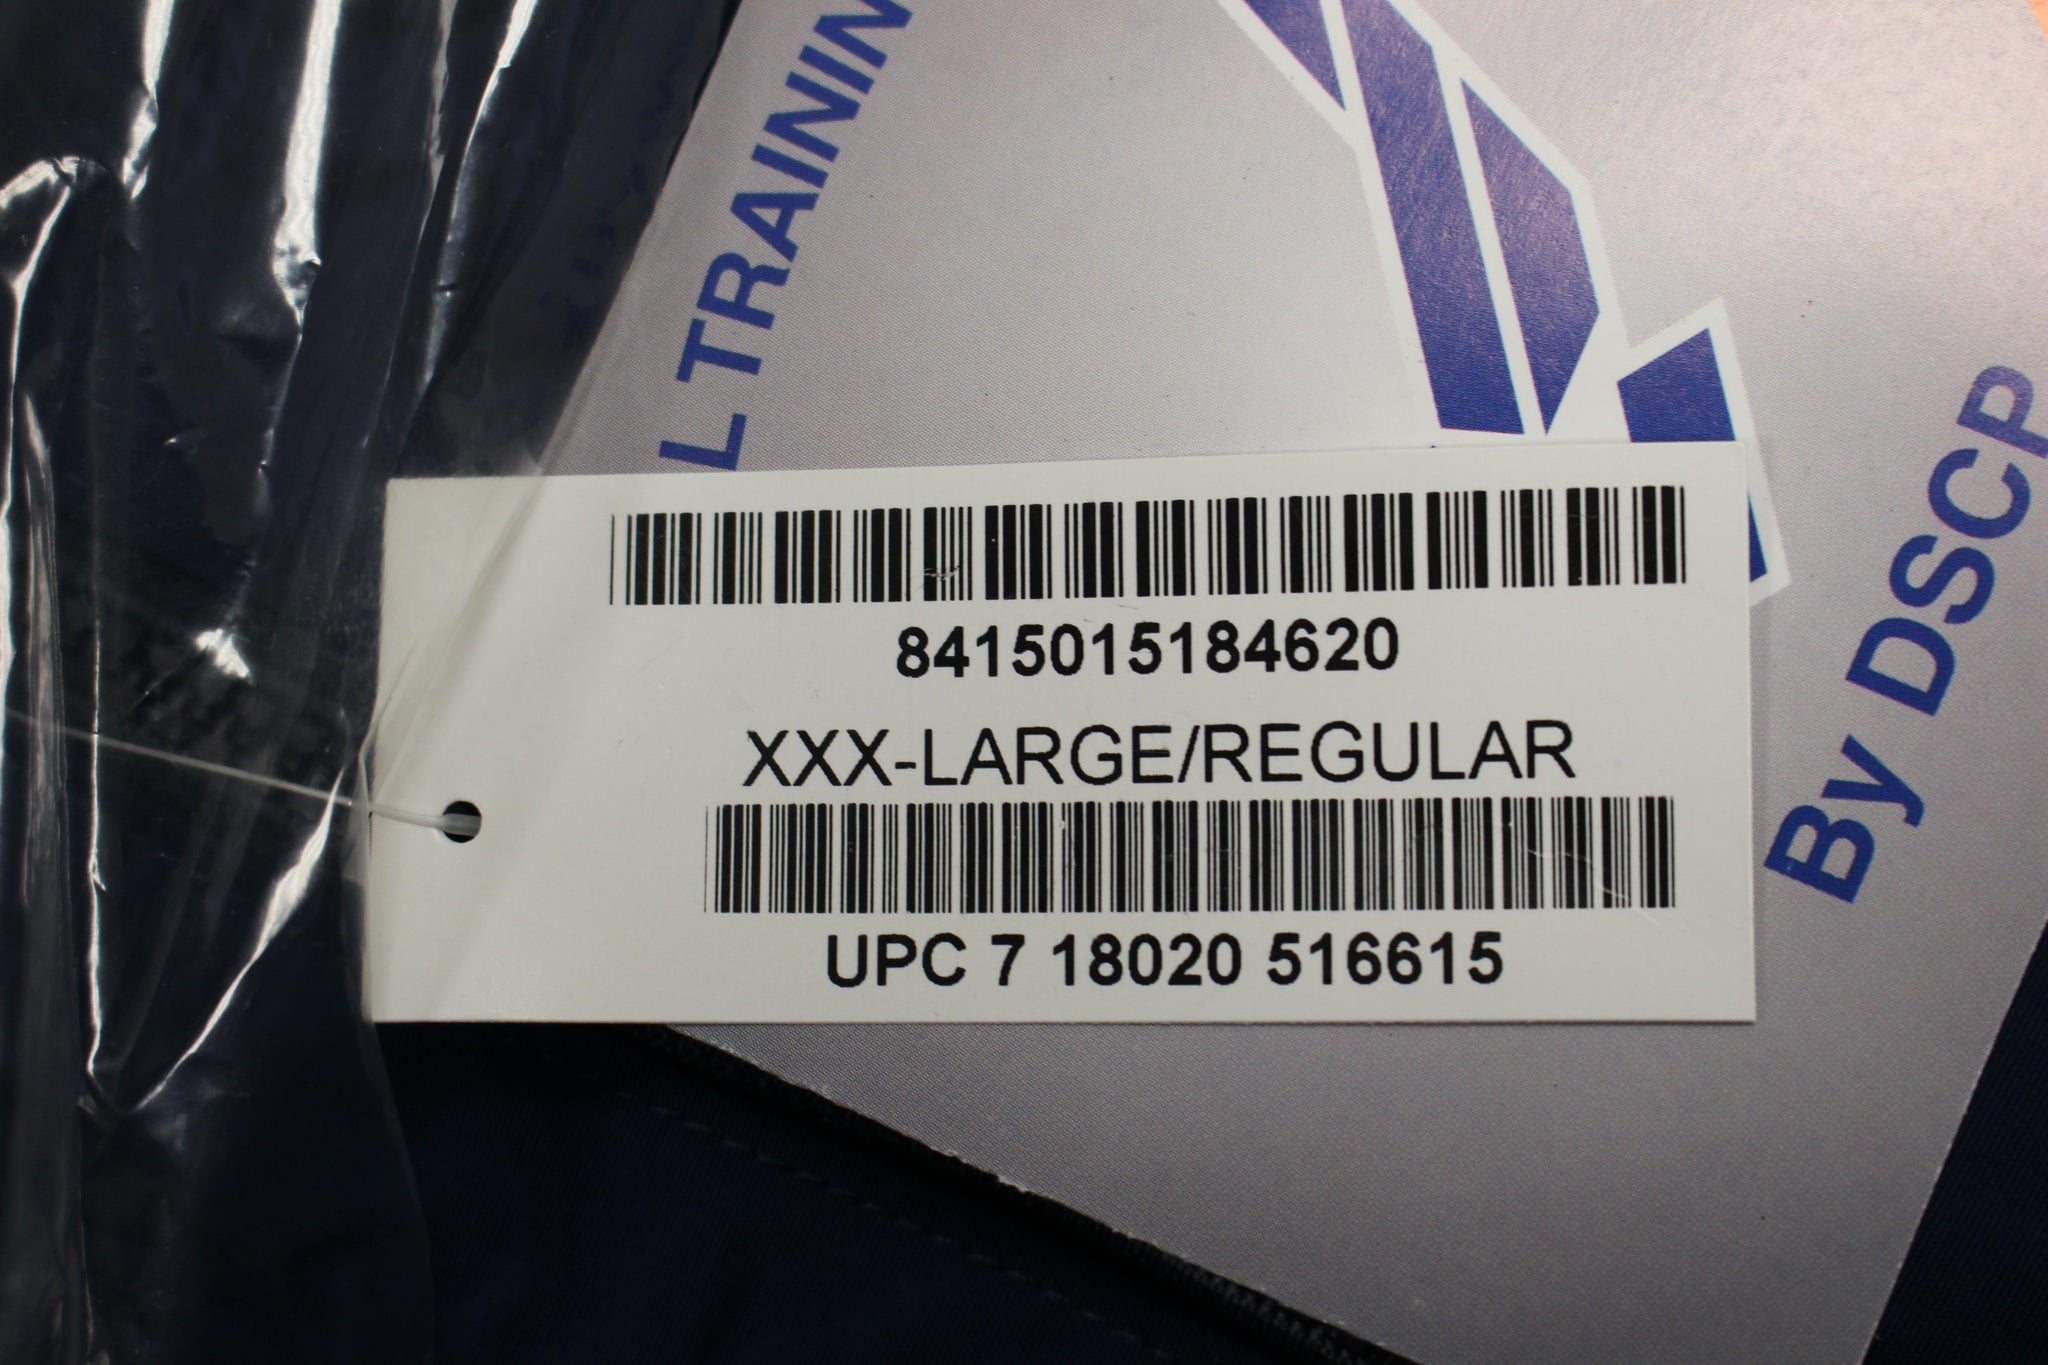 L TRAININ
8415015184620
XXX-LARGE/REGULAR
UPC 7 18020 516615
By DSCP